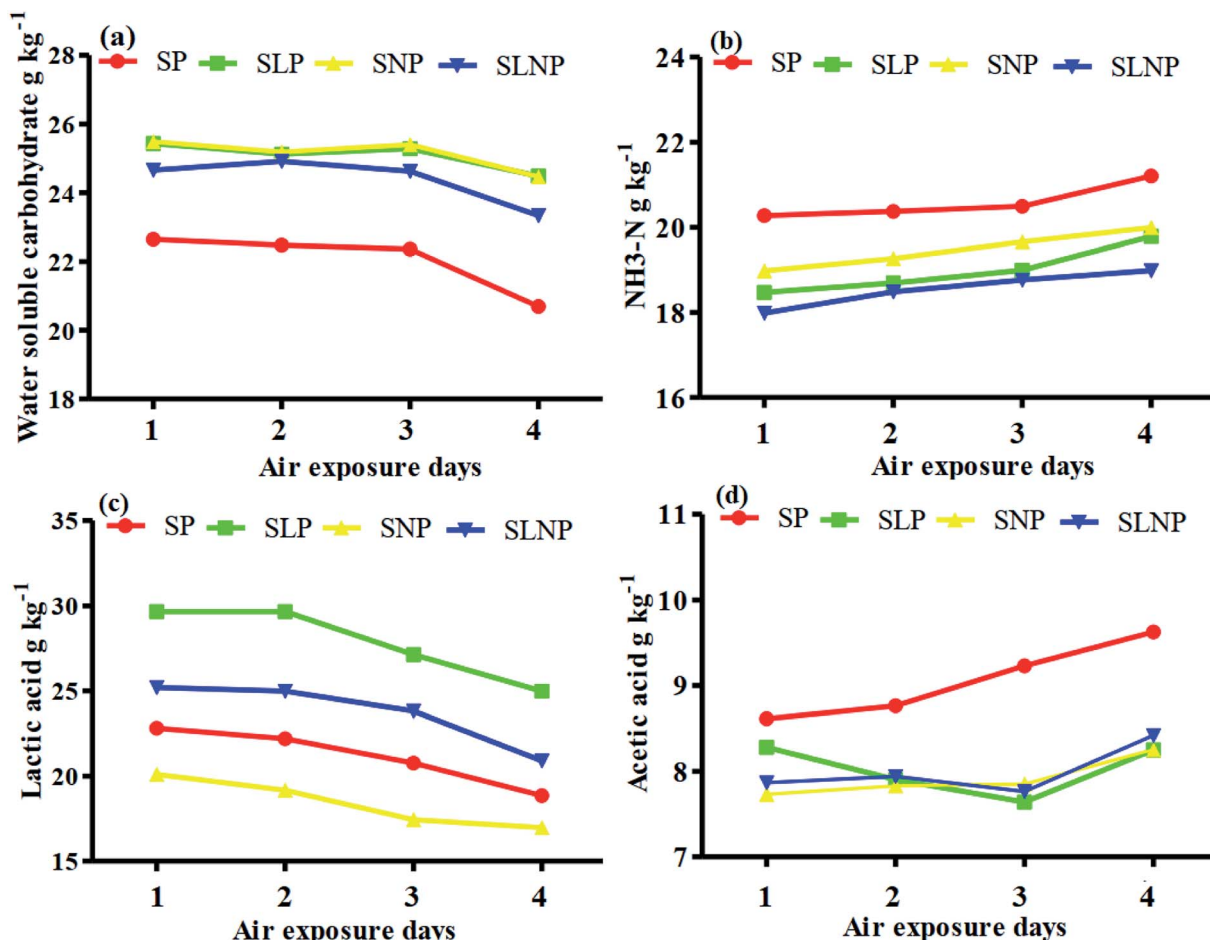 (a)
SP SLP SNP SLNP
Water soluble carbohydrate g kg-1
28
26
24
22
20
18
1 2 3 4
Air exposure days
(b)
SP SLP SNP SLNP
NH3-N g kg-1
24
22
20
18
16
1 2 3 4
Air exposure days
(c)
SP SLP SNP SLNP
Lactic acid g kg-1
35
30
25
20
15
1 2 3 4
Air exposure days
(d)
SP SLP SNP SLNP
Acetic acid g kg-1
11
10
9
8
7
1 2 3 4
Air exposure days